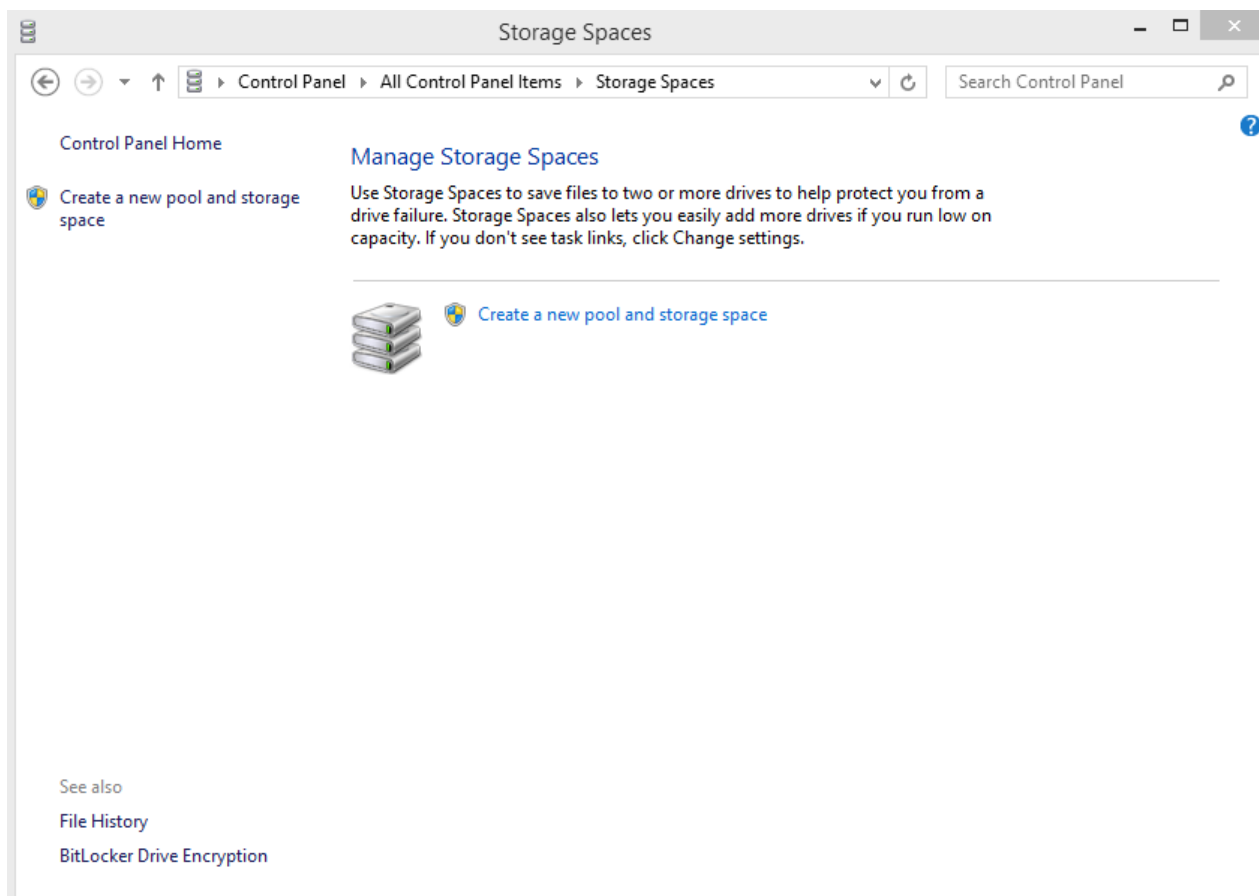 Storage Spaces
Control Panel All Control Panel Items Storage Spaces
Search Control Panel
?
Control Panel Home
Create a new pool and storage
space
Manage Storage Spaces
Use Storage Spaces to save files to two or more drives to help protect you from a
drive failure. Storage Spaces also lets you easily add more drives if you run low on
capacity. If you don't see task links, click Change settings.
Create a new pool and storage space
See also
File History
BitLocker Drive Encryption